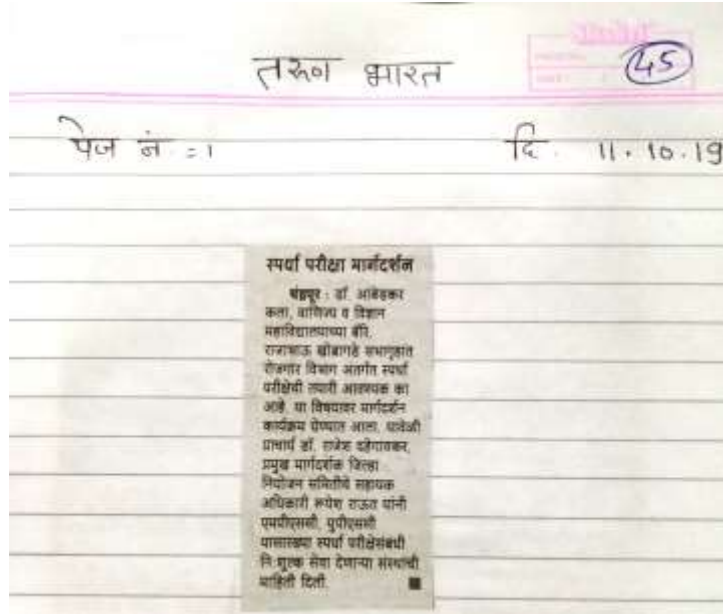 तरुण भारत
45
पेज नं. = 1
दि. 11.10.19
स्पर्धा परीक्षा मार्गदर्शन
चंद्रपूर : डॉ. आंबेडकर
कला, वाणिज्य व विज्ञान
महाविद्यालयाच्या बॅरि.
राजाभाऊ खोब्रागडे सभागृहात
रोजगार विभाग अंतर्गत स्पर्धा
परीक्षेची तयारी आवश्यक का
आहे, या विषयावर मार्गदर्शन
कार्यक्रम घेण्यात आला. यावेळी
प्राचार्य डॉ. राजेश दहेगावकर,
प्रमुख मार्गदर्शक जिल्हा
नियोजन समितीचे सहायक
अधिकारी रूपेश राऊत यांनी
एमपीएससी, युपीएससी
यासारख्या स्पर्धा परीक्षेसंबधी
नि:शुल्क सेवा देणाऱ्या संस्थांची
माहिती दिली.